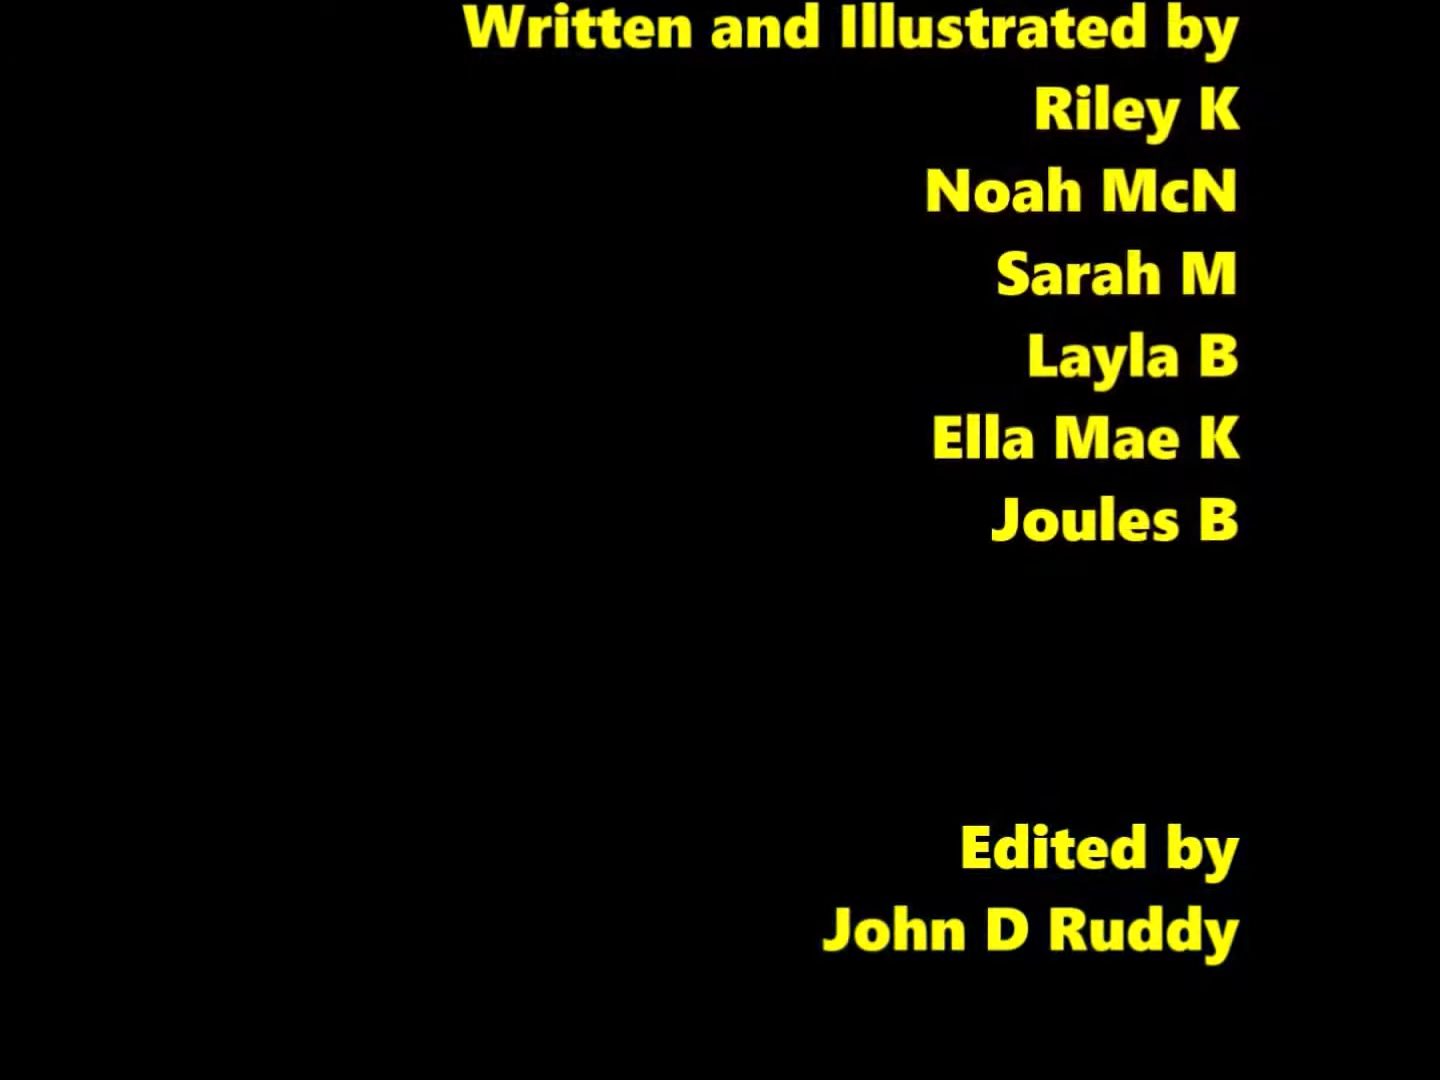 Written and Illustrated by
Riley K
Noah McN
Sarah M
Layla B
Ella Mae K
Joules B
Edited by
John D Ruddy